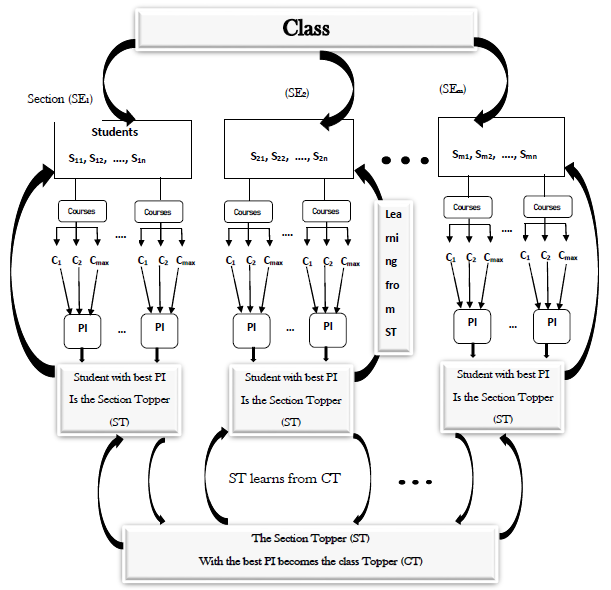 Class
Section (SE₁)
(SE₂)
(SEₘ)
Students
S₁₁, S₁₂, ...., S₁ₙ
S₂₁, S₂₂, ...., S₂ₙ
Sₘ₁, Sₘ₂, ...., Sₘₙ
Courses
....
Courses
Courses
....
Courses
Courses
....
Courses
C₁ C₂ Cₘₐₓ
C₁ C₂ Cₘₐₓ
C₁ C₂ Cₘₐₓ
C₁ C₂ Cₘₐₓ
C₁ C₂ Cₘₐₓ
C₁ C₂ Cₘₐₓ
Lea
rni
ng
fro
m
ST
PI ... PI
PI ... PI
PI ... PI
Student with best PI
Is the Section Topper
(ST)
Student with best PI
Is the Section Topper
(ST)
Student with best PI
Is the Section Topper
(ST)
ST learns from CT
The Section Topper (ST)
With the best PI becomes the class Topper (CT)